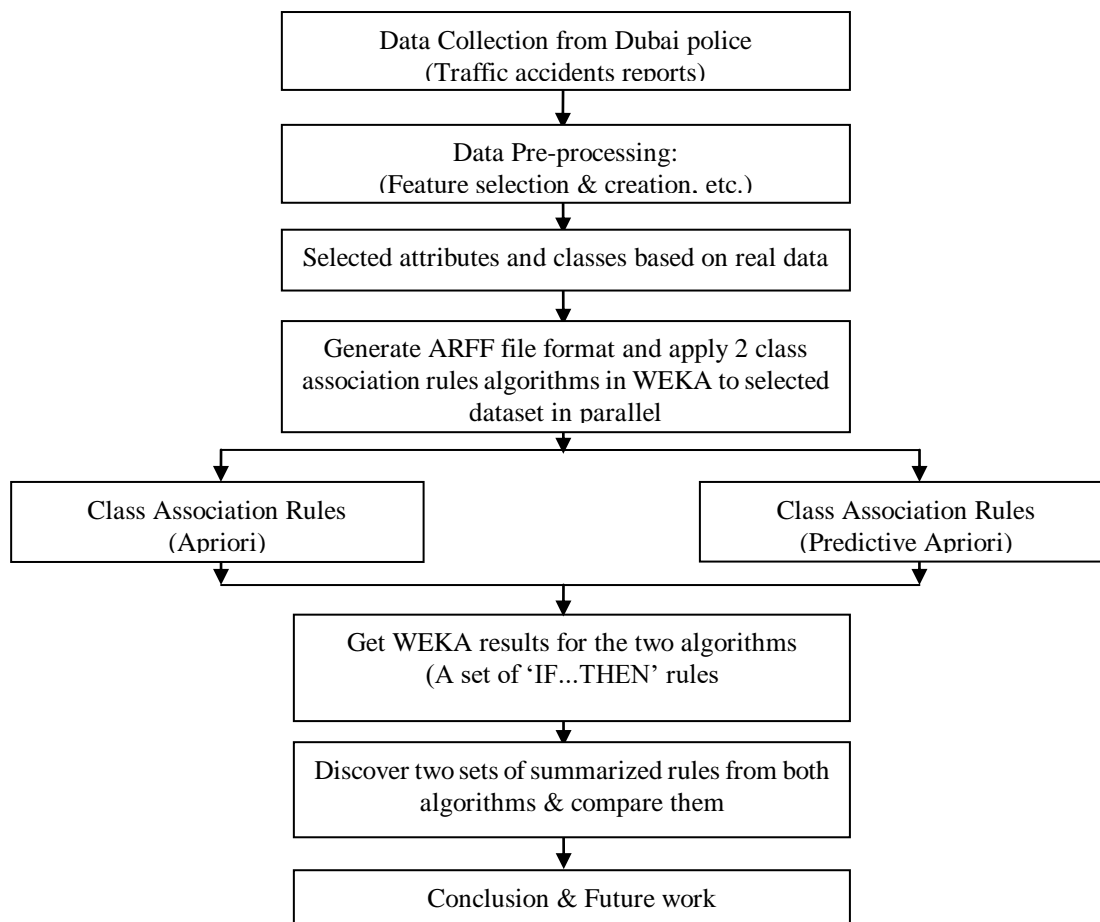 Data Collection from Dubai police
(Traffic accidents reports)
Data Pre-processing:
(Feature selection & creation, etc.)
Selected attributes and classes based on real data
Generate ARFF file format and apply 2 class
association rules algorithms in WEKA to selected
dataset in parallel
Class Association Rules
(Apriori)
Class Association Rules
(Predictive Apriori)
Get WEKA results for the two algorithms
(A set of ‘IF...THEN’ rules
Discover two sets of summarized rules from both
algorithms & compare them
Conclusion & Future work